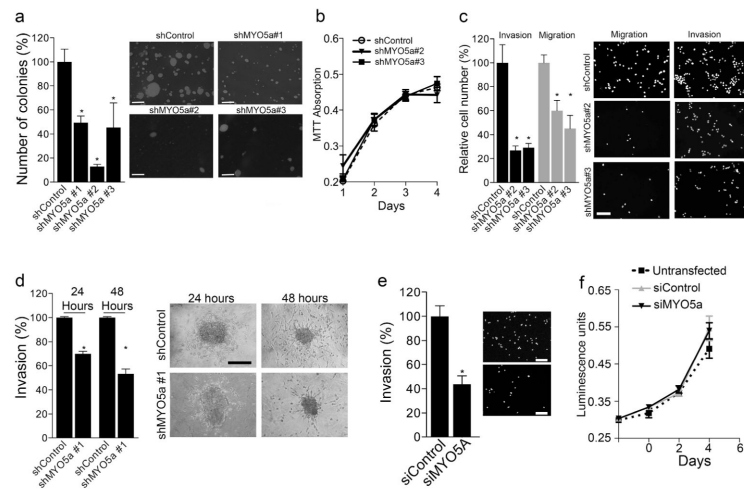 a
Number of colonies (%)
120
100
80
60
40
20
0
*
*
*
shControl
shMYO5a #1
shMYO5a #2
shMYO5a #3
shControl
shMYO5a#1
shMYO5a#2
shMYO5a#3
b
shControl
shMYO5a#2
shMYO5a#3
MTT Absorption
0.6
0.5
0.4
0.3
0.2
1 2 3 4
Days
c
Relative cell number (%)
Invasion Migration
120
100
80
60
40
20
0
* *
* *
shControl
shMYO5a #2
shMYO5a #3
shControl
shMYO5a #2
shMYO5a #3
Migration Invasion
shControl
shMYO5a#2
shMYO5a#3
d
Invasion (%)
24 48
Hours Hours
120
100
80
60
40
20
0
*
*
shControl
shMYO5a #1
shControl
shMYO5a #1
24 hours 48 hours
shControl
shMYO5a #1
e
Invasion (%)
120
100
80
60
40
20
0
*
siControl
siMYO5A
f
Untransfected
siControl
siMYO5a
Luminescence units
0.65
0.55
0.45
0.35
0.25
0 2 4
Days